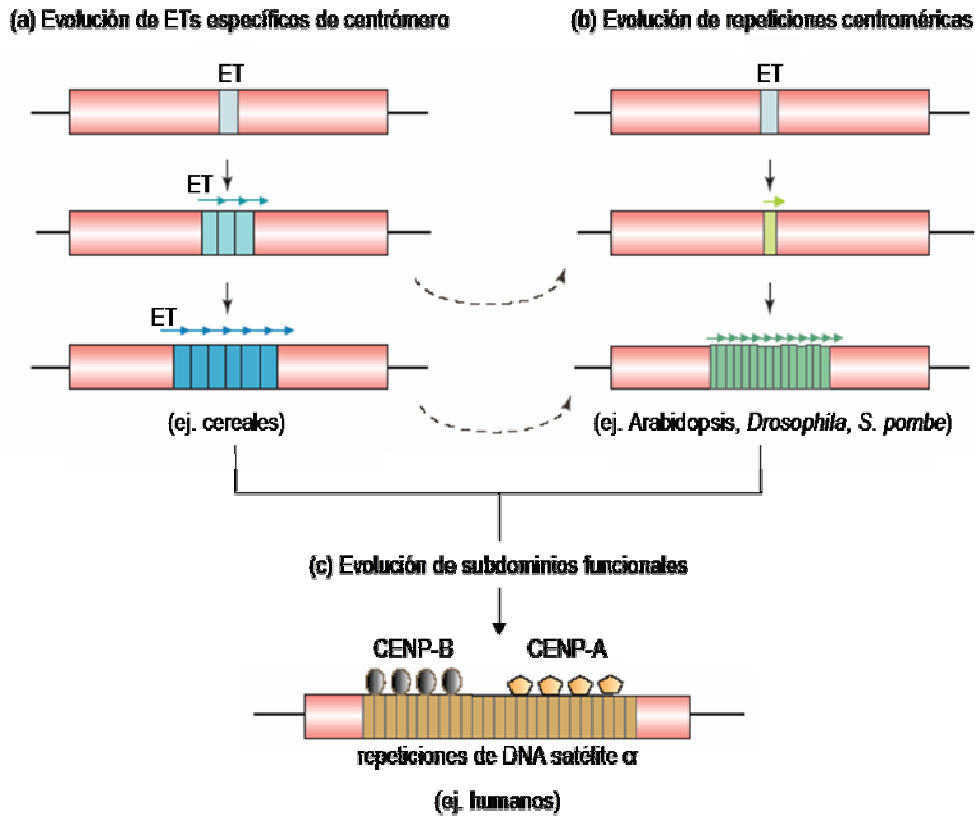 (a) Evolución de ETs específicos de centrómero
(b) Evolución de repeticiones centroméricas
ET
ET
ET
ET
(ej. cereales)
(ej. Arabidopsis, Drosophila, S. pombe)
(c) Evolución de subdominios funcionales
CENP-B
CENP-A
repeticiones de DNA satélite α
(ej. humanos)